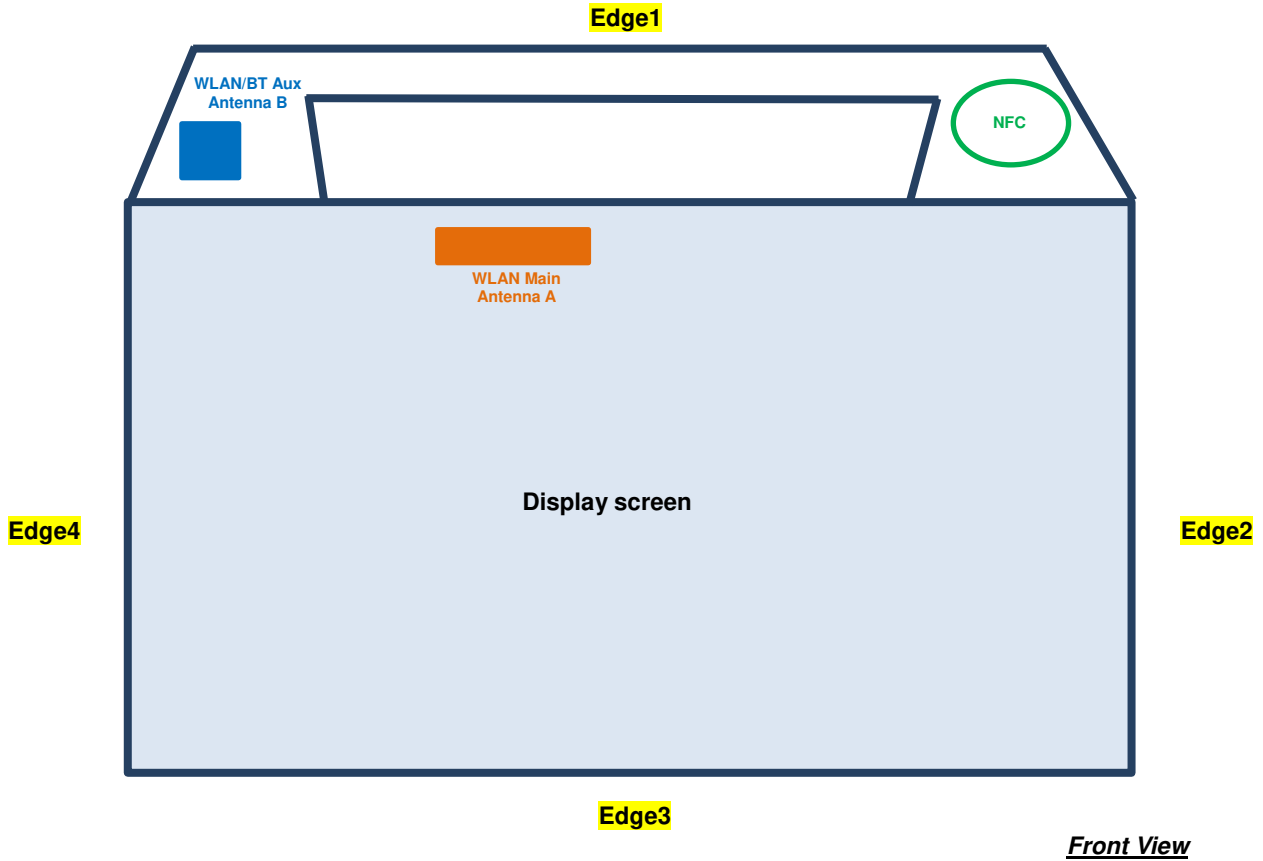 Edge1
WLAN/BT Aux
Antenna B
NFC
WLAN Main
Antenna A
Display screen
Edge4
Edge2
Edge3
Front View